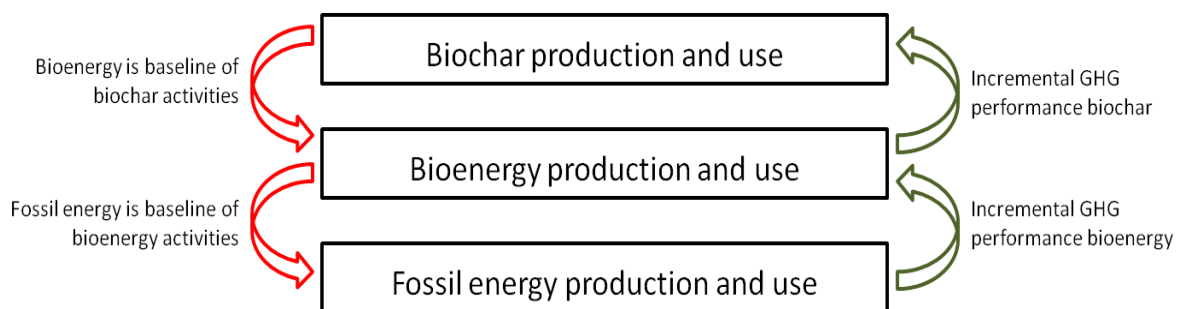 Biochar production and use
Bioenergy is baseline of
biochar activities
Incremental GHG
performance biochar
Bioenergy production and use
Fossil energy is baseline of
bioenergy activities
Incremental GHG
performance bioenergy
Fossil energy production and use